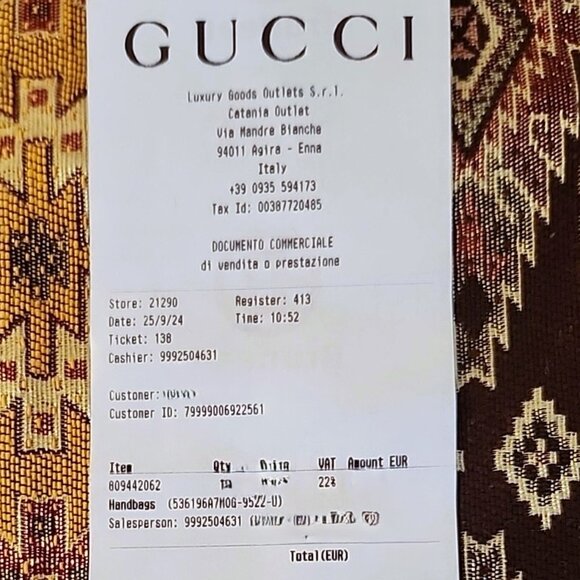 GUCCI
Luxury Goods Outlets S.r.l.
Catania Outlet
Via Mandre Bianche
94011 Agira - Enna
Italy
+39 0935 594173
Tax Id: 00387720485
DOCUMENTO COMMERCIALE
di vendita o prestazione
Store: 21290 Register: 413
Date: 25/9/24 Time: 10:52
Ticket: 138
Cashier: 9992504631
Customer:
Customer ID: 79999006922561
Item Qty VAT Amount EUR
809442062 22%
Handbags (536196A7M0G-9522-U)
Salesperson: 9992504631
Total(EUR)